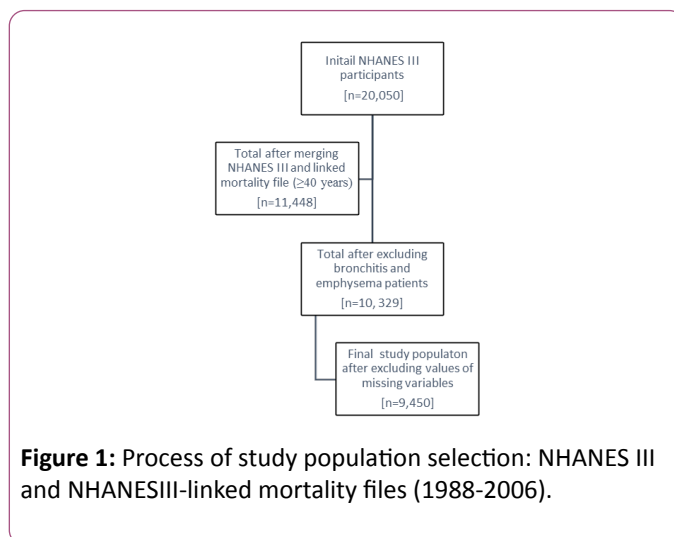 Initail NHANES III
participants
[n=20,050]
Total after merging
NHANES III and linked
mortality file (≥40 years)
[n=11,448]
Total after excluding
bronchitis and
emphysema patients
[n=10, 329]
Final study populaton
after excluding values of
missing variables
[n=9,450]
Figure 1: Process of study population selection: NHANES III
and NHANESIII-linked mortality files (1988-2006).